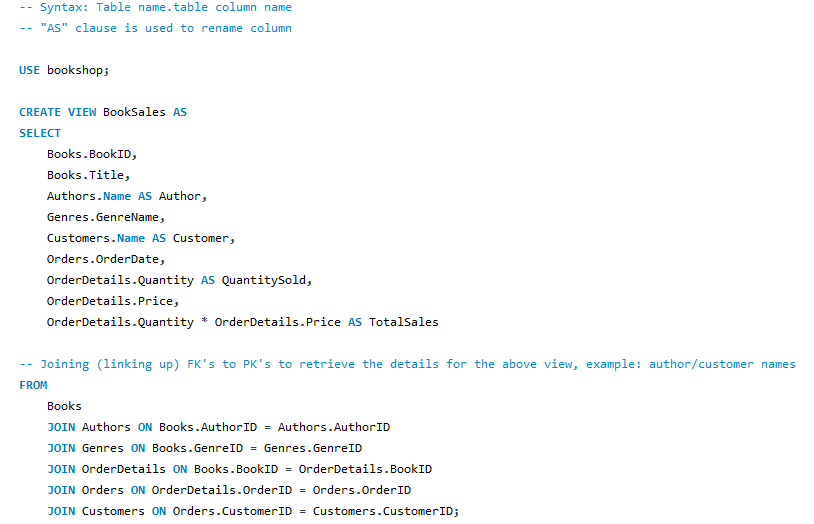 -- Syntax: Table name.table column name
-- "AS" clause is used to rename column
USE bookshop;
CREATE VIEW BookSales AS
SELECT
Books.BookID,
Books.Title,
Authors.Name AS Author,
Genres.GenreName,
Customers.Name AS Customer,
Orders.OrderDate,
OrderDetails.Quantity AS QuantitySold,
OrderDetails.Price,
OrderDetails.Quantity * OrderDetails.Price AS TotalSales
-- Joining (linking up) FK's to PK's to retrieve the details for the above view, example: author/customer names
FROM
Books
JOIN Authors ON Books.AuthorID = Authors.AuthorID
JOIN Genres ON Books.GenreID = Genres.GenreID
JOIN OrderDetails ON Books.BookID = OrderDetails.BookID
JOIN Orders ON OrderDetails.OrderID = Orders.OrderID
JOIN Customers ON Orders.CustomerID = Customers.CustomerID;